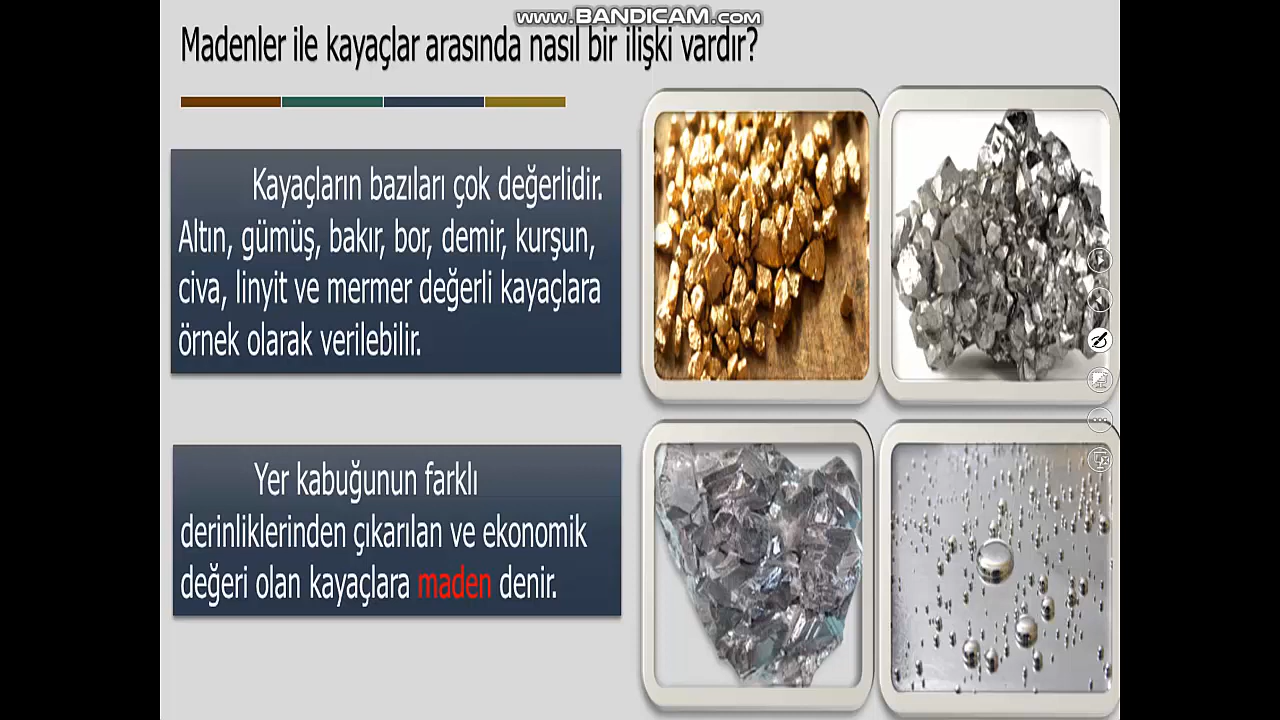 www.BANDICAM.com
Madenler ile kayaçlar arasında nasıl bir ilişki vardır?
Kayaçların bazıları çok değerlidir.
Altın, gümüş, bakır, bor, demir, kurşun,
civa, linyit ve mermer değerli kayaçlara
örnek olarak verilebilir.
Yer kabuğunun farklı
derinliklerinden çıkarılan ve ekonomik
değeri olan kayaçlara maden denir.